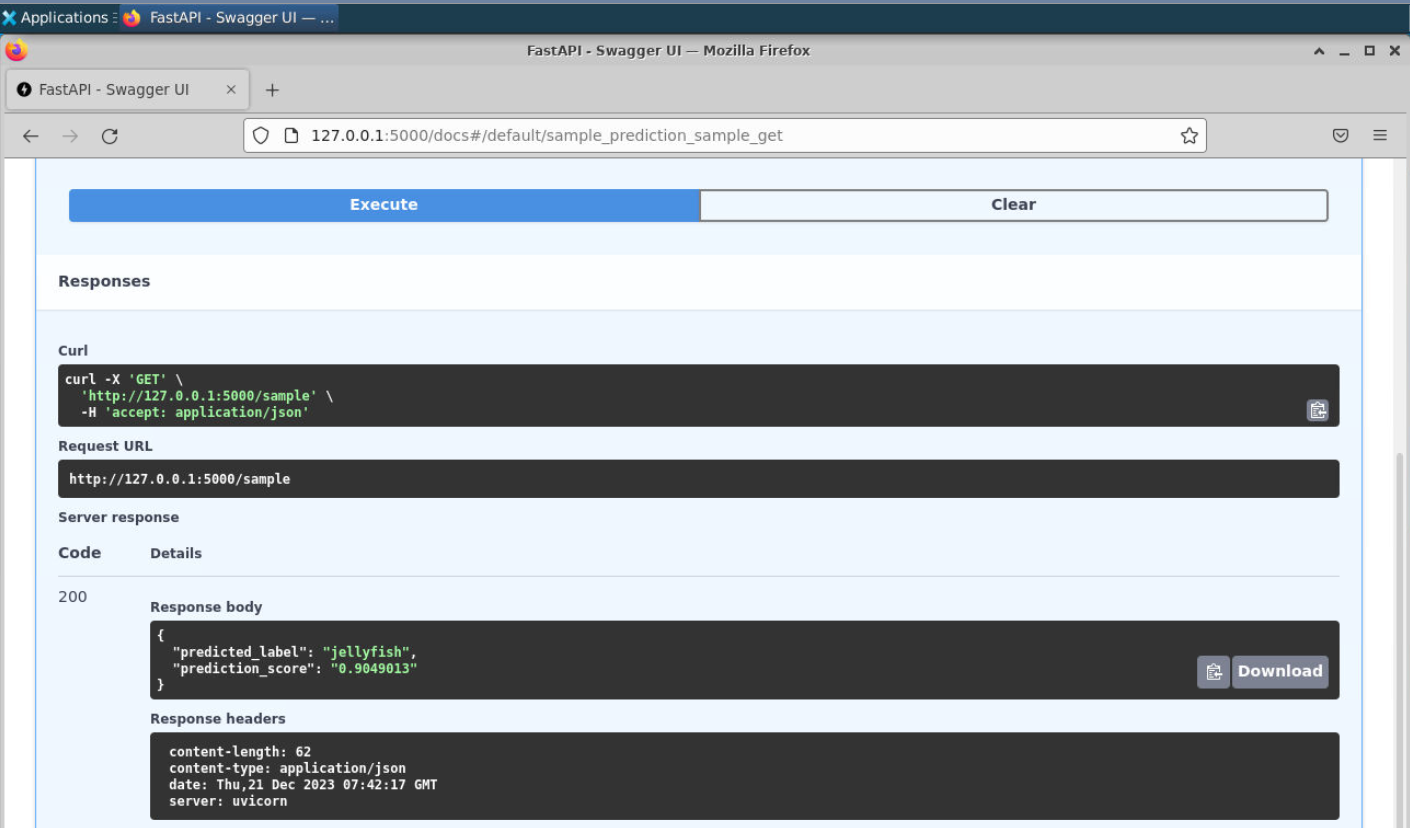 Applications
FastAPI - Swagger UI — ...
FastAPI - Swagger UI — Mozilla Firefox
FastAPI - Swagger UI
127.0.0.1:5000/docs#/default/sample_prediction_sample_get
Execute
Clear
Responses
Curl
curl -X 'GET' \
'http://127.0.0.1:5000/sample' \
-H 'accept: application/json'
Request URL
http://127.0.0.1:5000/sample
Server response
Code Details
200
Response body
{
"predicted_label": "jellyfish",
"prediction_score": "0.9049013"
}
Download
Response headers
content-length: 62
content-type: application/json
date: Thu,21 Dec 2023 07:42:17 GMT
server: uvicorn